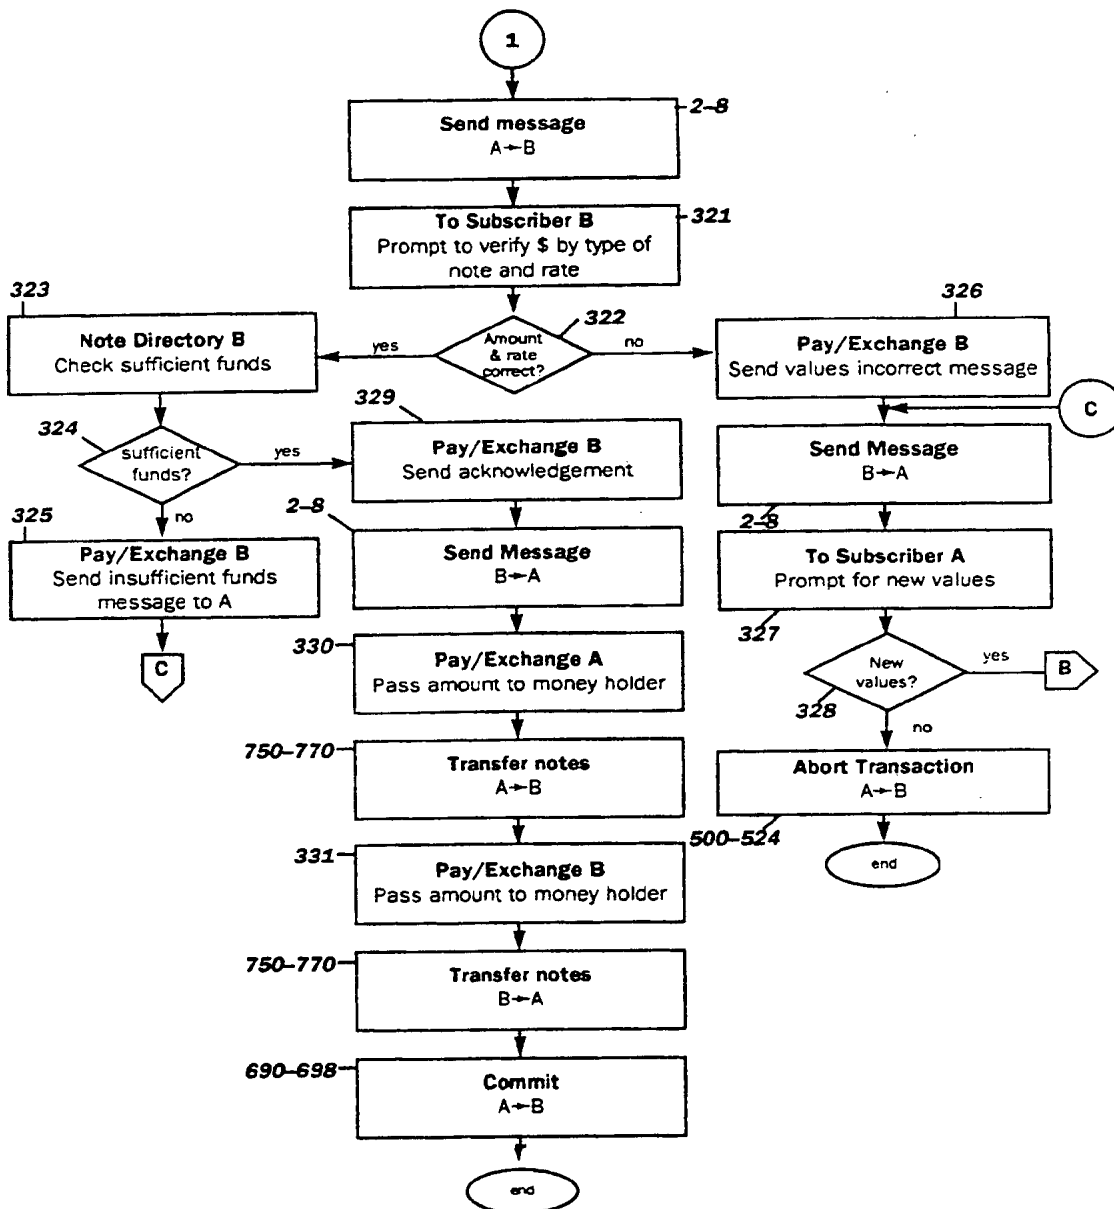 1
2-8
Send message
A→B
321
To Subscriber B
Prompt to verify $ by type of
note and rate
323
322
326
Note Directory B
Check sufficient funds
yes
Amount
& rate
correct?
no
Pay/Exchange B
Send values incorrect message
C
324
sufficient
funds?
yes
no
329
Pay/Exchange B
Send acknowledgement
Send Message
B→A
2-8
325
Pay/Exchange B
Send insufficient funds
message to A
C
2-8
Send Message
B→A
To Subscriber A
Prompt for new values
327
330
Pay/Exchange A
Pass amount to money holder
New
values?
328
yes
B
no
750-770
Transfer notes
A→B
Abort Transaction
A→B
500-524
end
331
Pay/Exchange B
Pass amount to money holder
750-770
Transfer notes
B→A
690-698
Commit
A→B
end